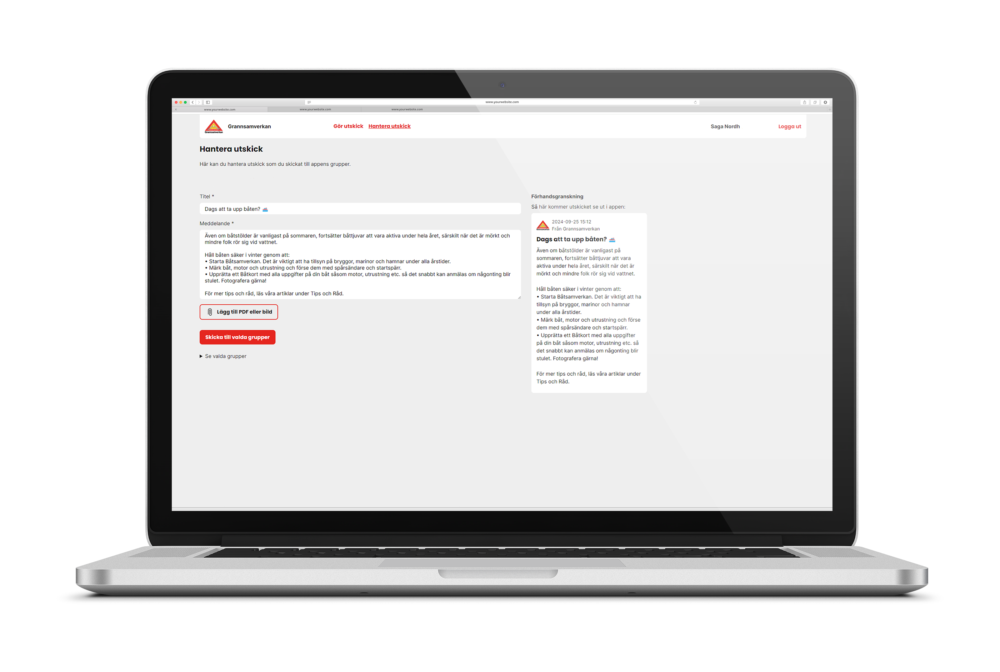 www.yourwebsite.com
www.yourwebsite.com
www.yourwebsite.com
www.yourwebsite.com
Grannsamverkan
Grannsamverkan
Gör utskick
Hantera utskick
Saga Nordh
Logga ut
Hantera utskick
Här kan du hantera utskick som du skickat till appens grupper.
Titel *
Dags att ta upp båten? 🛥️
Meddelande *
Även om båtstölder är vanligast på sommaren, fortsätter båttjuvar att vara aktiva under hela året, särskilt när det är mörkt och
mindre folk rör sig vid vattnet.
Håll båten säker i vinter genom att:
• Starta Båtsamverkan. Det är viktigt att ha tillsyn på bryggor, marinor och hamnar under alla årstider.
• Märk båt, motor och utrustning och förse dem med spårsändare och startspärr.
• Upprätta ett Båtkort med alla uppgifter på din båt såsom motor, utrustning etc. så det snabbt kan anmälas om någonting blir
stulet. Fotografera gärna!
För mer tips och råd, läs våra artiklar under Tips och Råd.
Lägg till PDF eller bild
Skicka till valda grupper
▶ Se valda grupper
Förhandsgranskning
Så här kommer utskicket se ut i appen:
2024-09-25 15:12
Från Grannsamverkan
Dags att ta upp båten? 🛥️
Även om båtstölder är vanligast på
sommaren, fortsätter båttjuvar att vara
aktiva under hela året, särskilt när det är
mörkt och mindre folk rör sig vid vattnet.
Håll båten säker i vinter genom att:
• Starta Båtsamverkan. Det är viktigt att ha
tillsyn på bryggor, marinor och hamnar
under alla årstider.
• Märk båt, motor och utrustning och förse
dem med spårsändare och startspärr.
• Upprätta ett Båtkort med alla uppgifter
på din båt såsom motor, utrustning etc. så
det snabbt kan anmälas om någonting blir
stulet. Fotografera gärna!
För mer tips och råd, läs våra artiklar under
Tips och Råd.